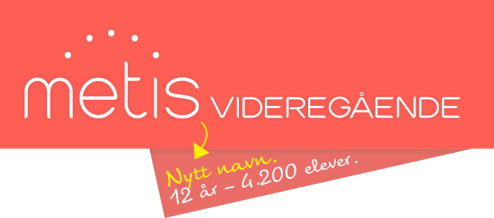 metis VIDEREGÅENDE
Nytt navn.
12 år – 4.200 elever.